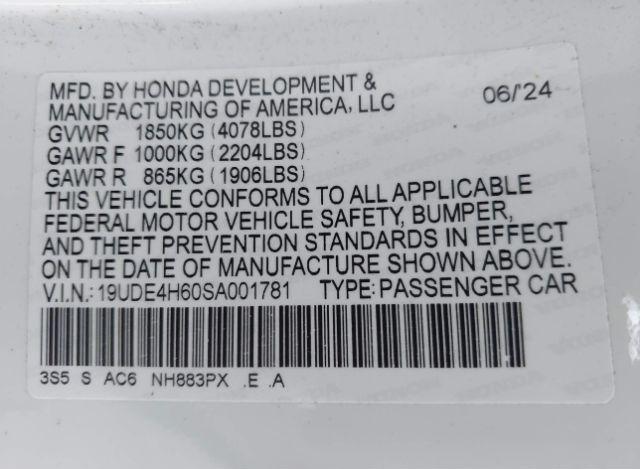 MFD. BY HONDA DEVELOPMENT &
MANUFACTURING OF AMERICA, LLC 06/'24
GVWR 1850KG (4078LBS)
GAWR F 1000KG (2204LBS)
GAWR R 865KG (1906LBS)
THIS VEHICLE CONFORMS TO ALL APPLICABLE
FEDERAL MOTOR VEHICLE SAFETY, BUMPER,
AND THEFT PREVENTION STANDARDS IN EFFECT
ON THE DATE OF MANUFACTURE SHOWN ABOVE.
V.I.N.: 19UDE4H60SA001781 TYPE: PASSENGER CAR
3S5 S AC6 NH883PX .E .A